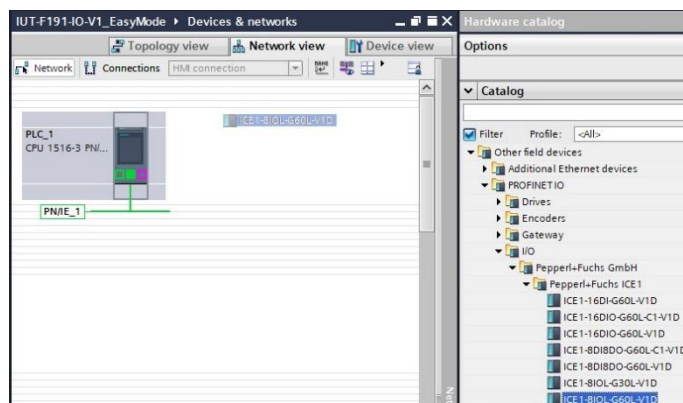 IUT-F191-IO-V1_EasyMode ▸ Devices & networks
Hardware catalog
Topology view
Network view
Device view
Options
Network
Connections
HMI connection
Catalog
ICE1-8IOL-G60L-V1D
PLC_1
CPU 1516-3 PN/...
PN/IE_1
Filter
Profile:
<All>
Other field devices
Additional Ethernet devices
PROFINET IO
Drives
Encoders
Gateway
I/O
Pepperl+Fuchs GmbH
Pepperl+Fuchs ICE1
ICE1-16DI-G60L-V1D
ICE1-16DIO-G60L-C1-V1D
ICE1-16DIO-G60L-V1D
ICE1-8DI8DO-G60L-C1-V1D
ICE1-8DI8DO-G60L-V1D
ICE1-8IOL-G30L-V1D
ICE1-8IOL-G60L-V1D